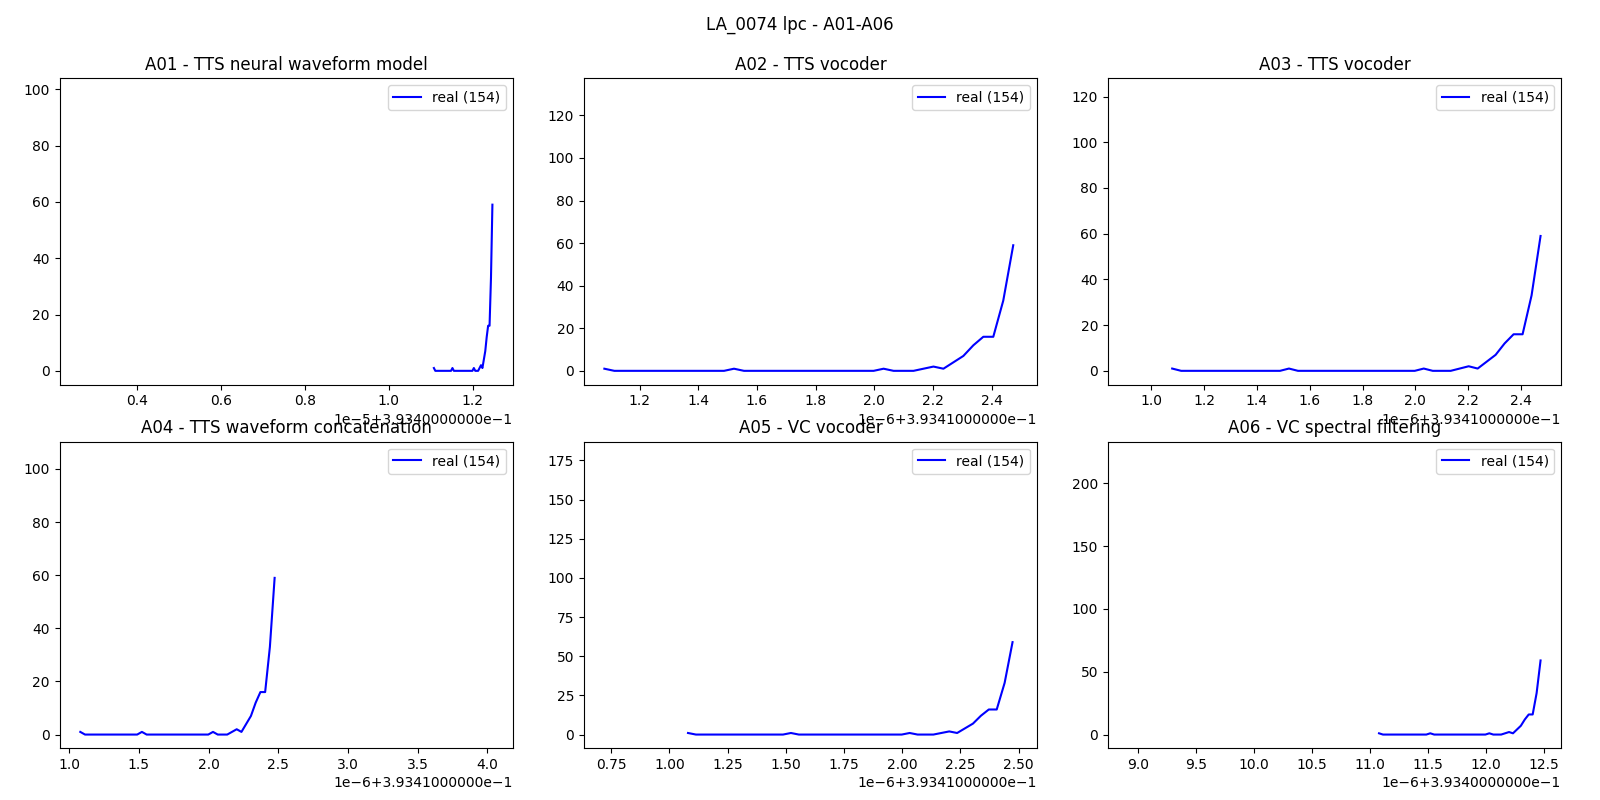 LA_0074 lpc - A01-A06
A01 - TTS neural waveform model
100
80
60
40
20
0
real (154)
0.4 0.6 0.8 1.0 1.2
1e-5+3.9340000000e-1
A02 - TTS vocoder
120
100
80
60
40
20
0
real (154)
1.2 1.4 1.6 1.8 2.0 2.2 2.4
1e-6+3.9341000000e-1
A03 - TTS vocoder
120
100
80
60
40
20
0
real (154)
1.0 1.2 1.4 1.6 1.8 2.0 2.2 2.4
1e-6+3.9341000000e-1
A04 - TTS waveform concatenation
100
80
60
40
20
0
real (154)
1.0 1.5 2.0 2.5 3.0 3.5 4.0
1e-6+3.9341000000e-1
A05 - VC vocoder
175
150
125
100
75
50
25
0
real (154)
0.75 1.00 1.25 1.50 1.75 2.00 2.25 2.50
1e-6+3.9341000000e-1
A06 - VC spectral filtering
200
150
100
50
0
real (154)
9.0 9.5 10.0 10.5 11.0 11.5 12.0 12.5
1e-6+3.9340000000e-1